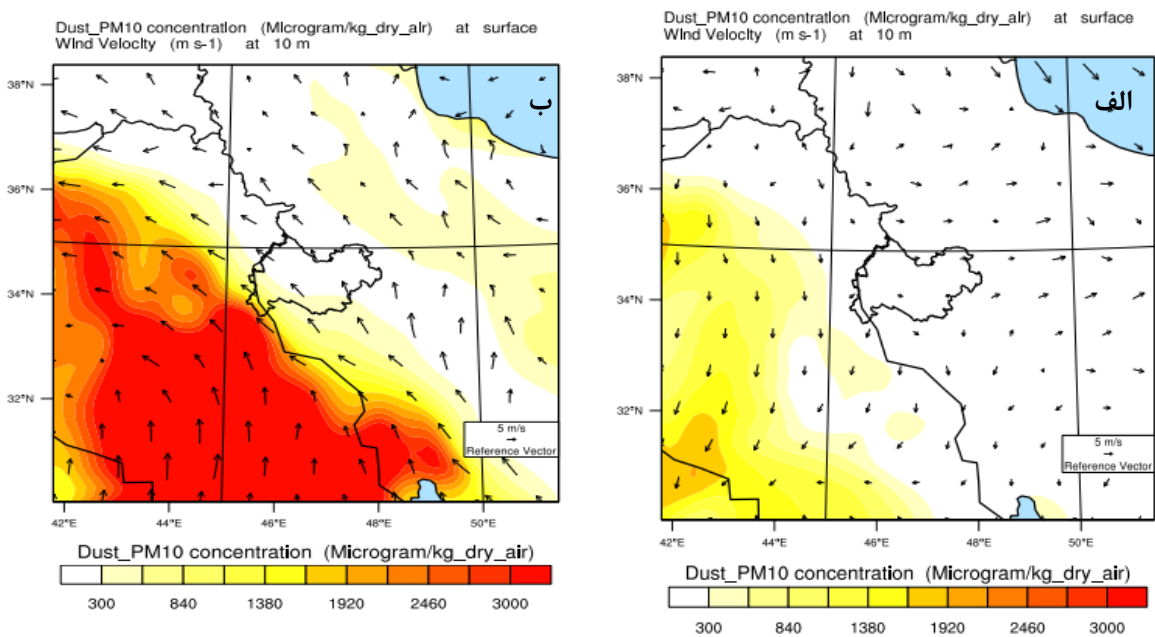 Dust_PM10 concentration (MIcrogram/kg_dry_aIr) at surface
WInd VelocIty (m s-1) at 10 m
38°N
36°N
34°N
32°N
ب
5 m/s
Reference Vector
42°E 44°E 46°E 48°E 50°E
Dust_PM10 concentration (Microgram/kg_dry_air)
300 840 1380 1920 2460 3000
Dust_PM10 concentration (MIcrogram/kg_dry_aIr) at surface
WInd VelocIty (m s-1) at 10 m
38°N
36°N
34°N
32°N
الف
5 m/s
Reference Vector
42°E 44°E 46°E 48°E 50°E
Dust_PM10 concentration (Microgram/kg_dry_air)
300 840 1380 1920 2460 3000